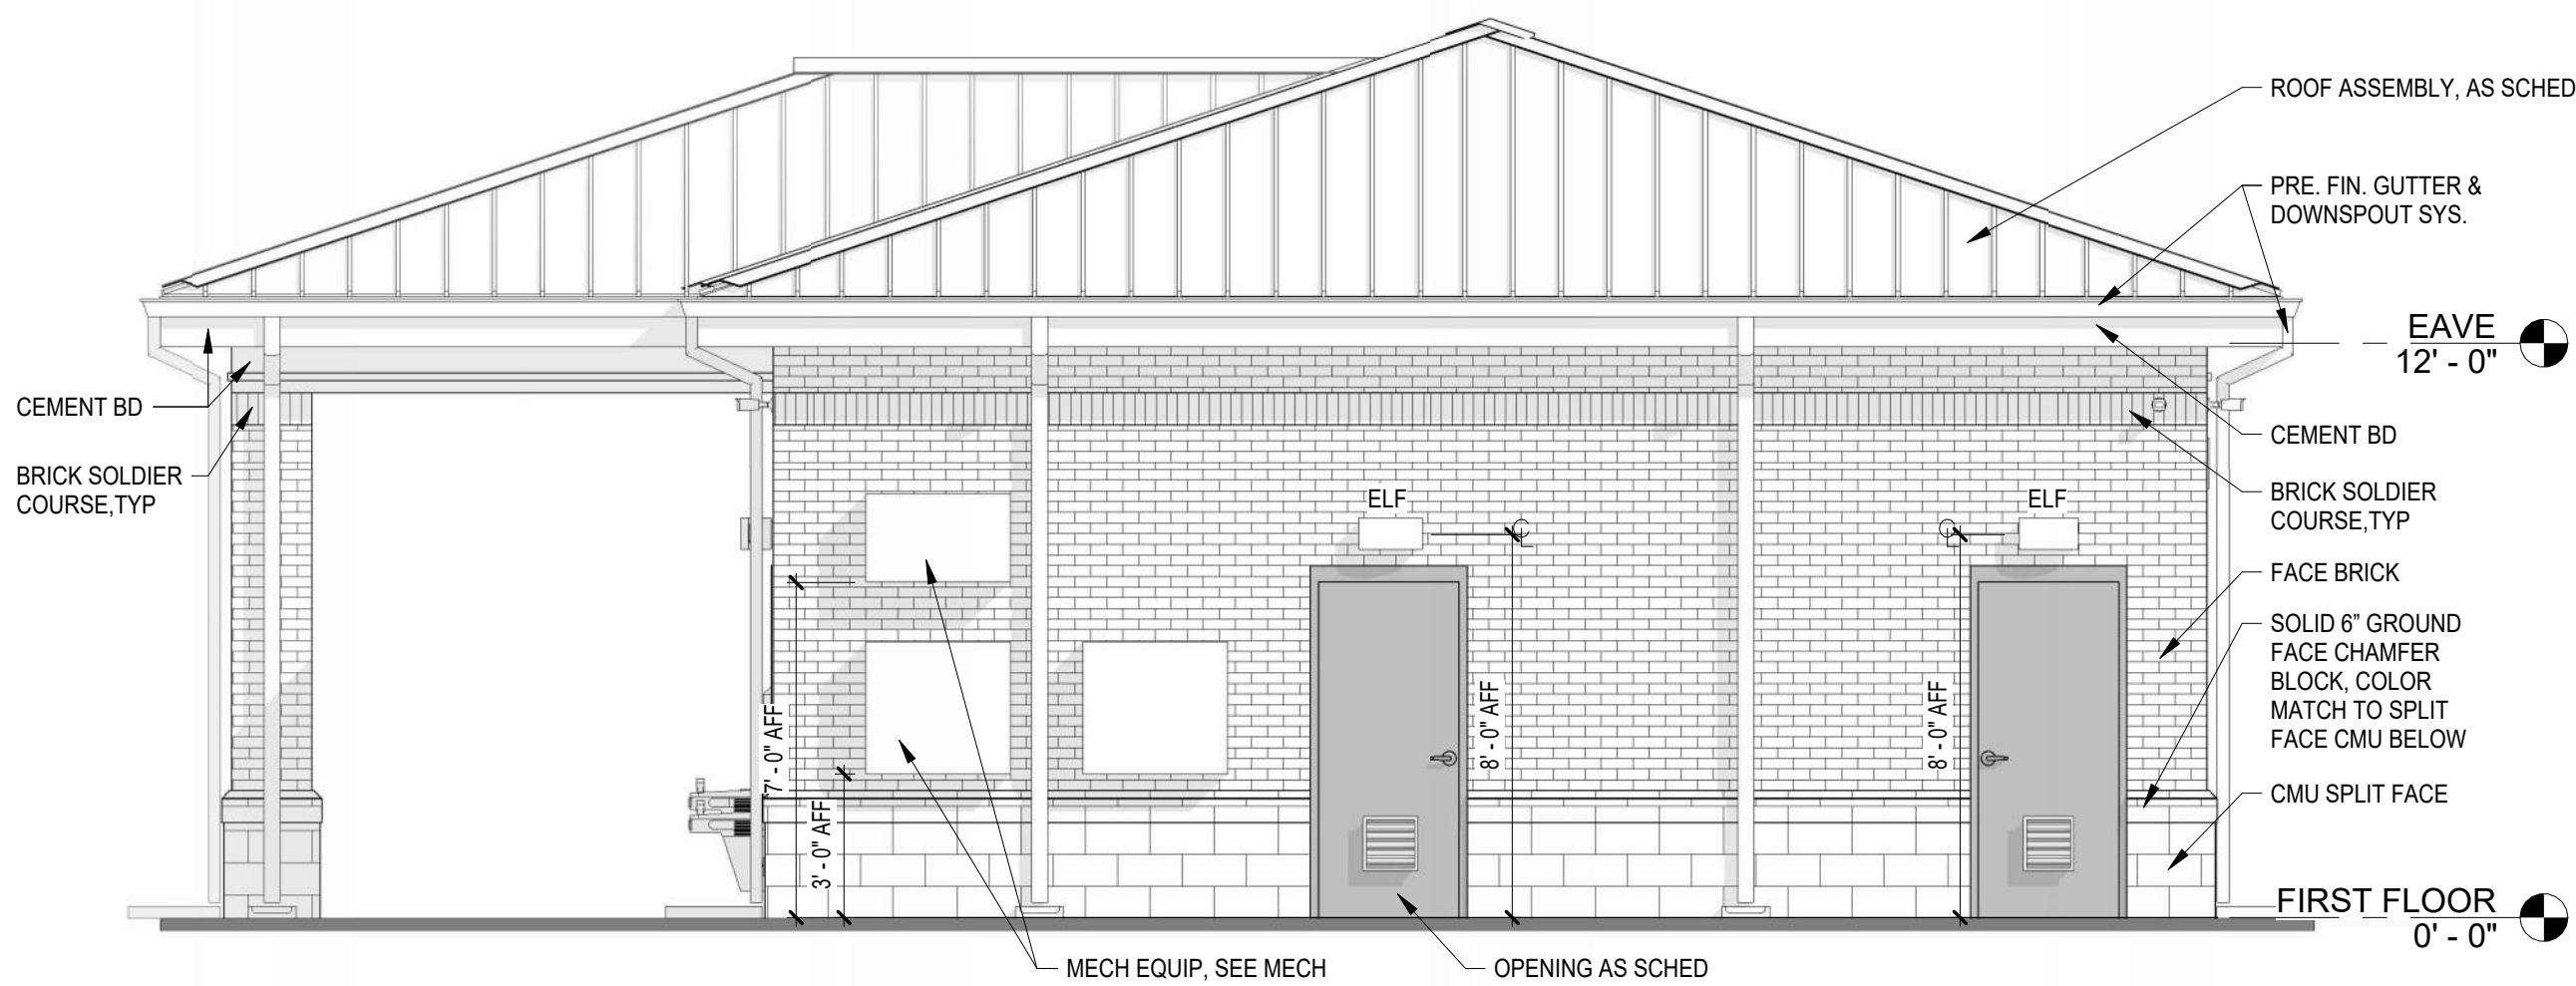 ROOF ASSEMBLY, AS SCHED
PRE. FIN. GUTTER &
DOWNSPOUT SYS.
EAVE
12' - 0"
CEMENT BD
BRICK SOLDIER
COURSE,TYP
CEMENT BD
BRICK SOLDIER
COURSE,TYP
ELF
ELF
FACE BRICK
SOLID 6” GROUND
FACE CHAMFER
BLOCK, COLOR
MATCH TO SPLIT
FACE CMU BELOW
CMU SPLIT FACE
7' - 0" AFF
3' - 0" AFF
8' - 0" AFF
8' - 0" AFF
FIRST FLOOR
0' - 0"
MECH EQUIP, SEE MECH
OPENING AS SCHED